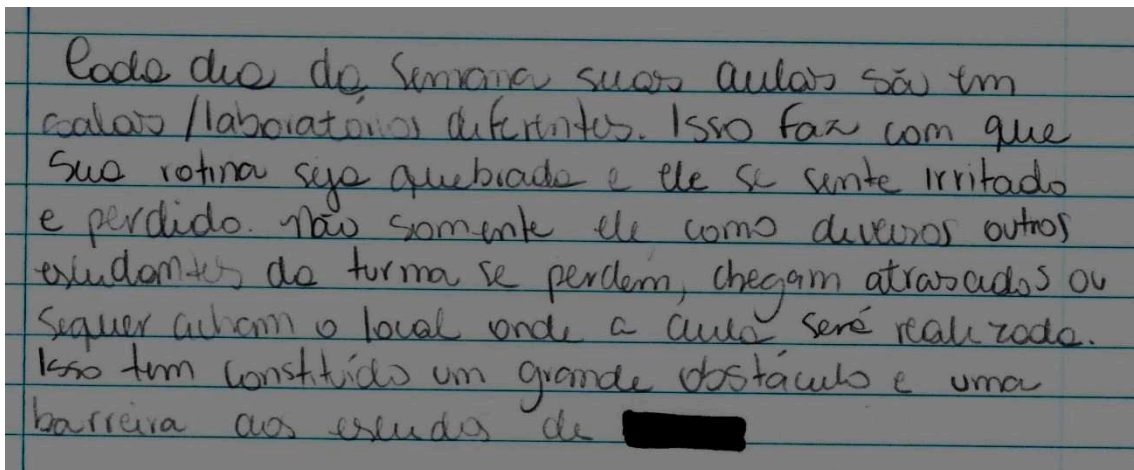 Cada dia da semana suas aulas são em
salas/laboratórios diferentes. Isso faz com que
sua rotina seja quebrada e ele se sente irritado
e perdido. Não somente ele como diversos outros
estudantes da turma se perdem, chegam atrasados ou
sequer acham o local onde a aula será realizada.
Isso tem constituído um grande obstáculo e uma
barreira aos estudos de